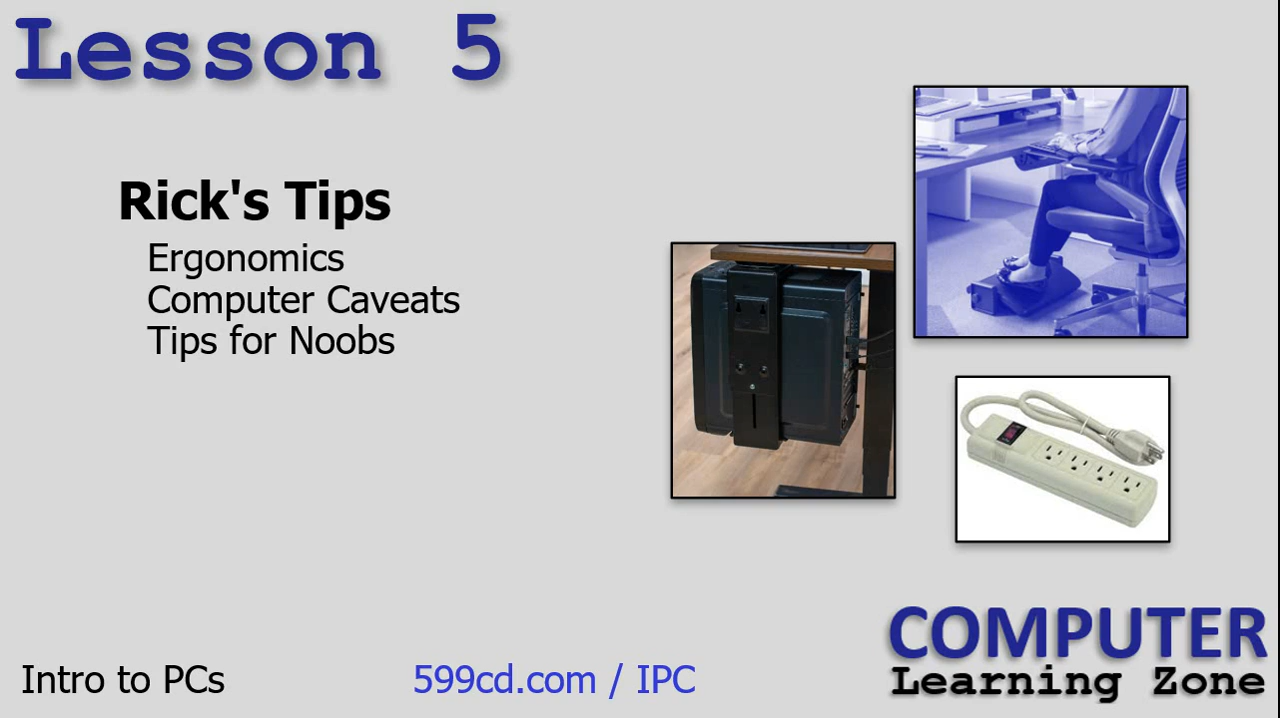 Lesson 5
Rick's Tips
Ergonomics
Computer Caveats
Tips for Noobs
Intro to PCs
599cd.com / IPC
COMPUTER
Learning Zone